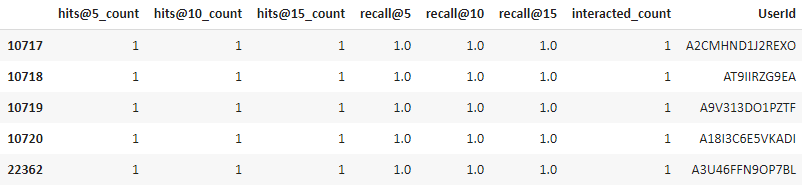 hits@5_count hits@10_count hits@15_count recall@5 recall@10 recall@15 interacted_count UserId
10717 1 1 1 1.0 1.0 1.0 1 A2CMHND1J2REXO
10718 1 1 1 1.0 1.0 1.0 1 AT9IIRZG9EA
10719 1 1 1 1.0 1.0 1.0 1 A9V313DO1PZTF
10720 1 1 1 1.0 1.0 1.0 1 A18I3C6E5VKADI
22362 1 1 1 1.0 1.0 1.0 1 A3U46FFN9OP7BL